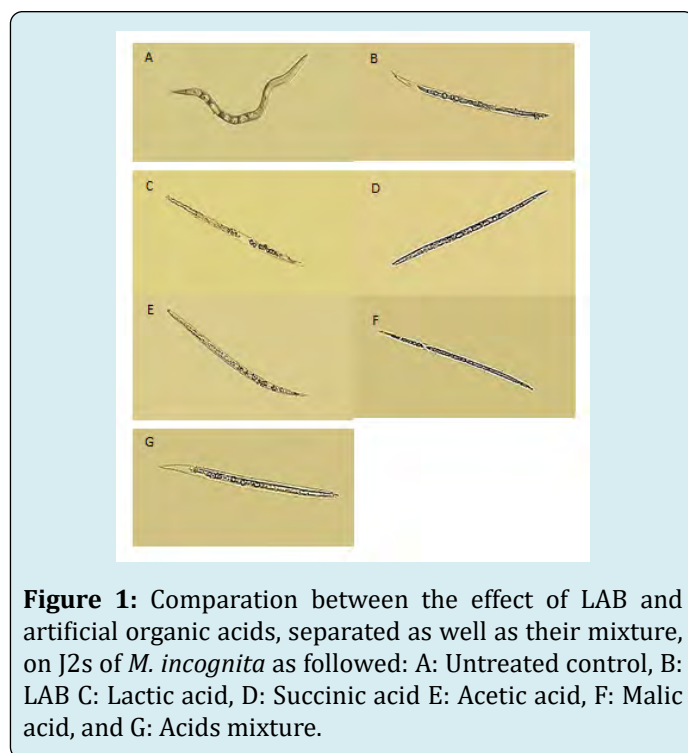 A
B
C
D
E
F
G
Figure 1: Comparation between the effect of LAB and
artificial organic acids, separated as well as their mixture,
on J2s of M. incognita as followed: A: Untreated control, B:
LAB C: Lactic acid, D: Succinic acid E: Acetic acid, F: Malic
acid, and G: Acids mixture.